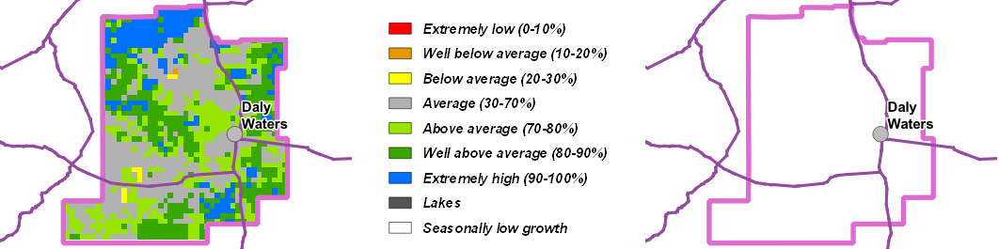 Daly
Waters
Extremely low (0-10%)
Well below average (10-20%)
Below average (20-30%)
Average (30-70%)
Above average (70-80%)
Well above average (80-90%)
Extremely high (90-100%)
Lakes
Seasonally low growth
Daly
Waters